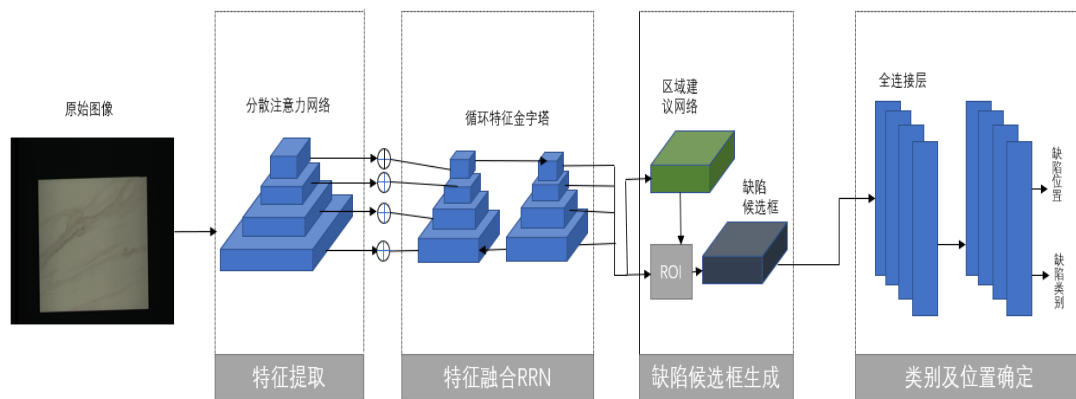 原始图像
分散注意力网络
特征提取
循环特征金字塔
特征融合RRN
区域建
议网络
缺陷
候选框
ROI
缺陷候选框生成
全连接层
缺陷位置
缺陷类别
类别及位置确定